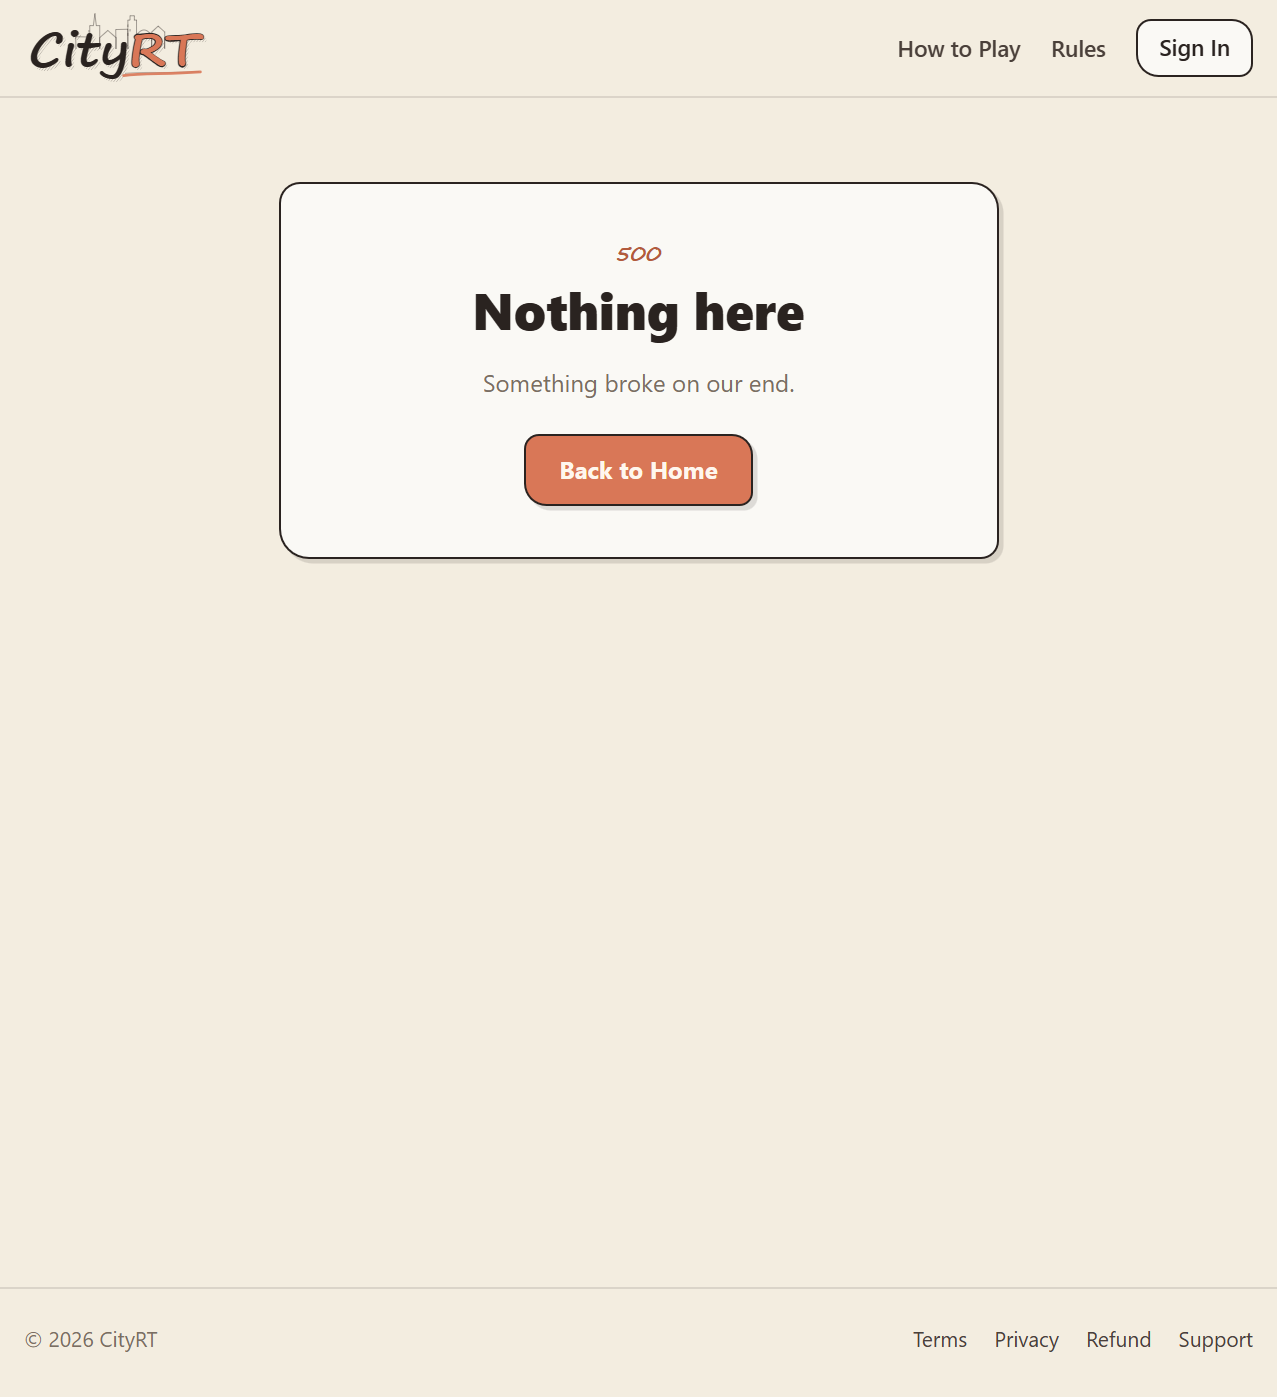 CityRT
How to Play
Rules
Sign In
500
Nothing here
Something broke on our end.
Back to Home
© 2026 CityRT
Terms
Privacy
Refund
Support